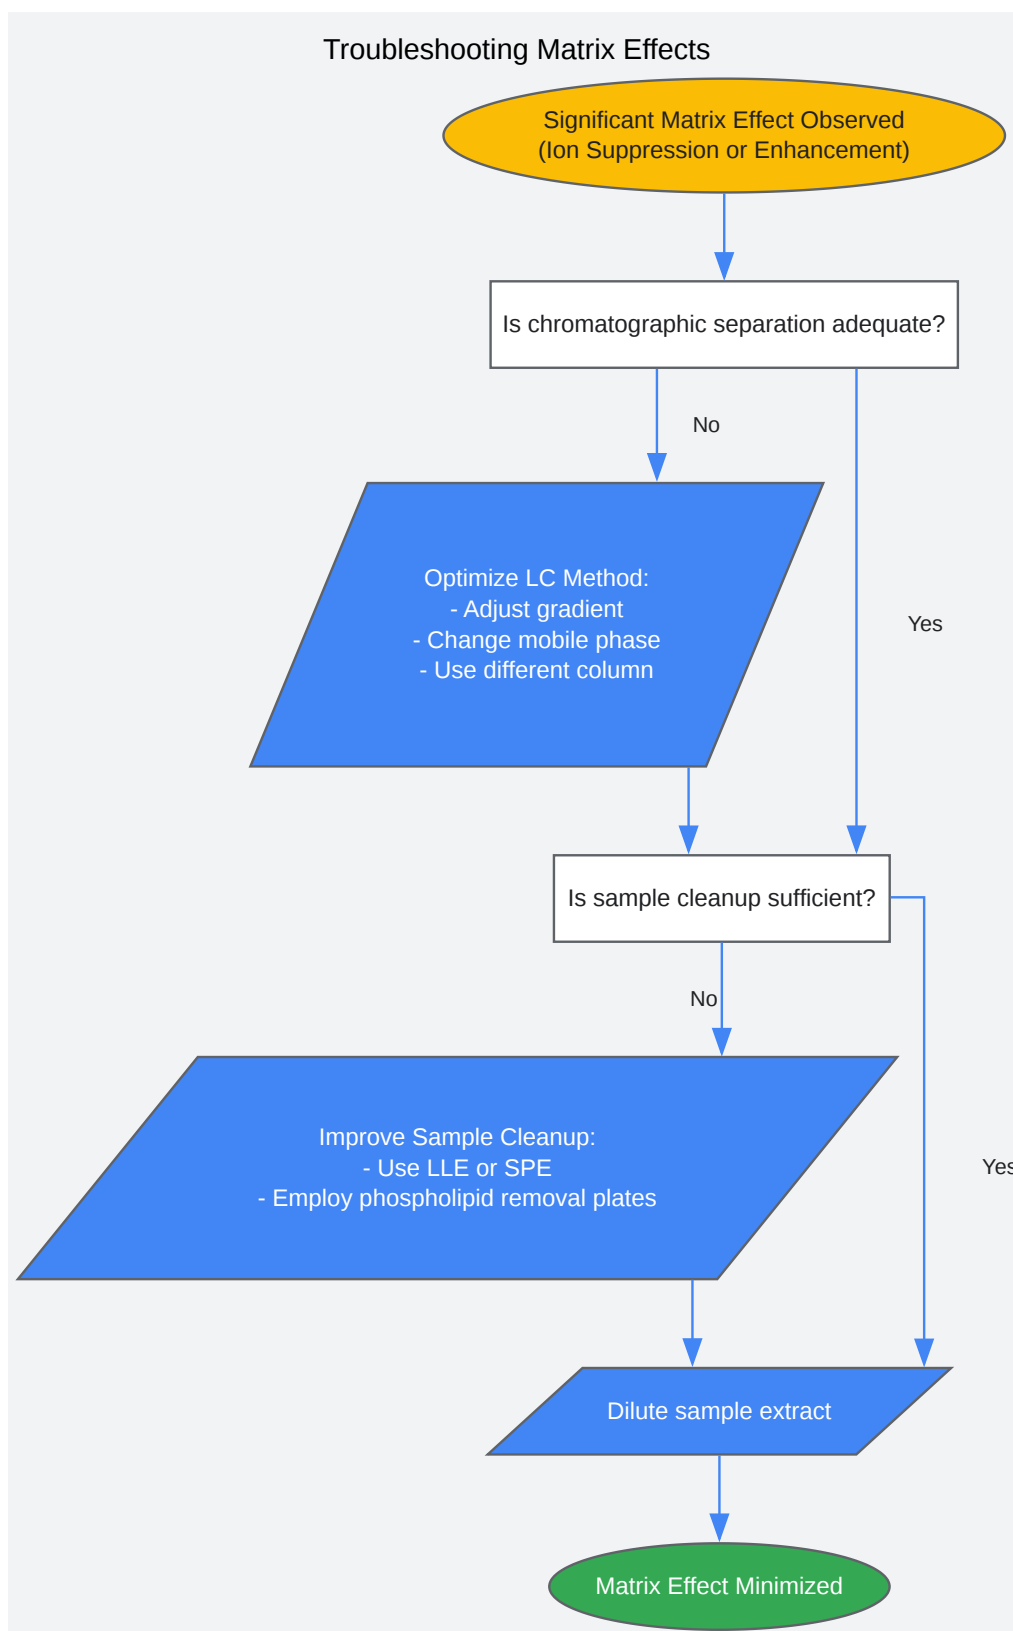 Troubleshooting Matrix Effects
Significant Matrix Effect Observed
(Ion Suppression or Enhancement)
Is chromatographic separation adequate?
No
Optimize LC Method:
- Adjust gradient
- Change mobile phase
- Use different column
Yes
Is sample cleanup sufficient?
No
Improve Sample Cleanup:
- Use LLE or SPE
- Employ phospholipid removal plates
Yes
Dilute sample extract
Matrix Effect Minimized